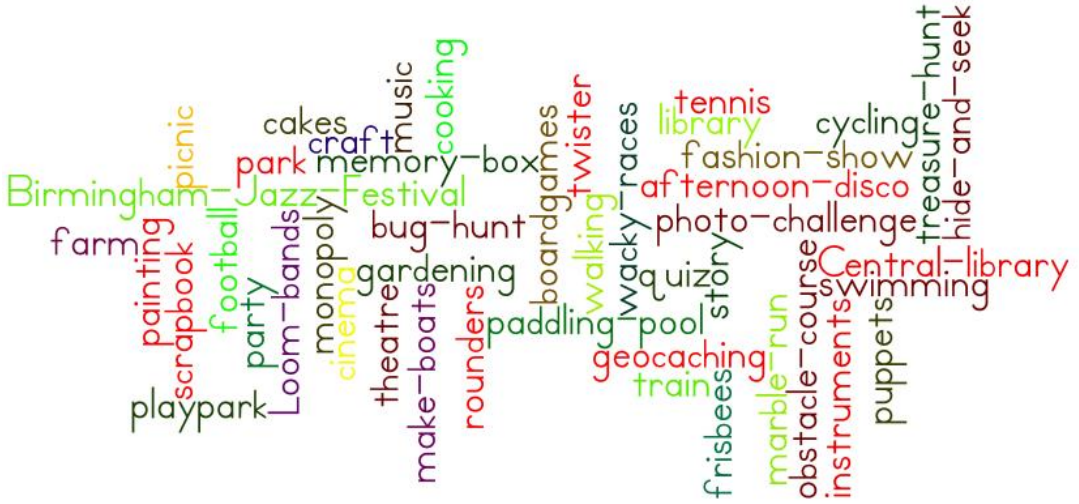 treasure-hunt
hide-and-seek
cooking
music
twister
tennis
library
cycling
picnic
cakes
craft
boardgames
wacky-races
park
memory-box
fashion-show
Birmingham-Jazz-Festival
afternoon-disco
walking
photo-challenge
farm
painting
scrapbook
football
party
Loom-bands
monopoly
cinema
bug-hunt
gardening
quiz
story
Central-library
swimming
theatre
make-boats
rounders
paddling-pool
geocaching
train
frisbees
marble-run
obstacle-course
instruments
puppets
playpark